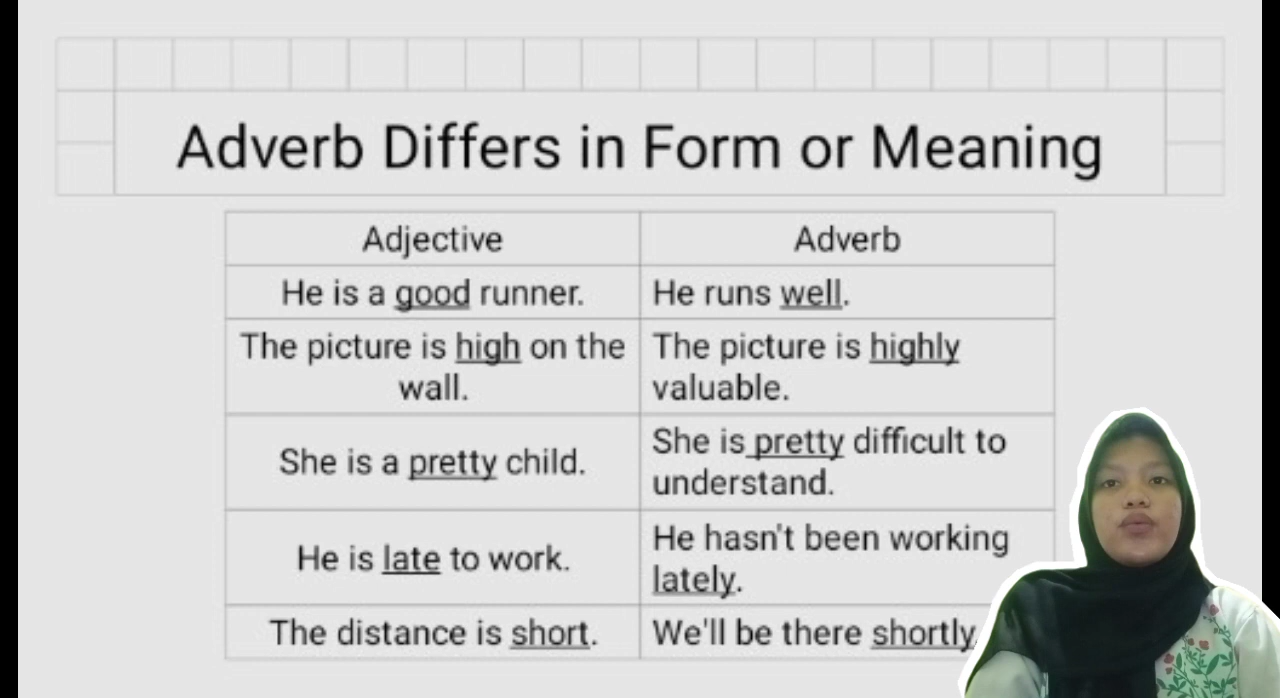 Adverb Differs in Form or Meaning
Adjective
Adverb
He is a good runner.
He runs well.
The picture is high on the
wall.
The picture is highly
valuable.
She is a pretty child.
She is pretty difficult to
understand.
He is late to work.
He hasn't been working
lately.
The distance is short.
We'll be there shortly